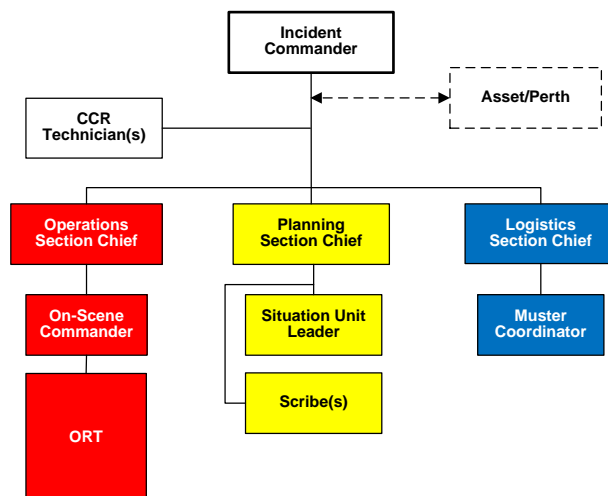 Incident
Commander
Asset/Perth
CCR
Technician(s)
Operations
Section Chief
Planning
Section Chief
Logistics
Section Chief
On-Scene
Commander
Situation Unit
Leader
Muster
Coordinator
Scribe(s)
ORT